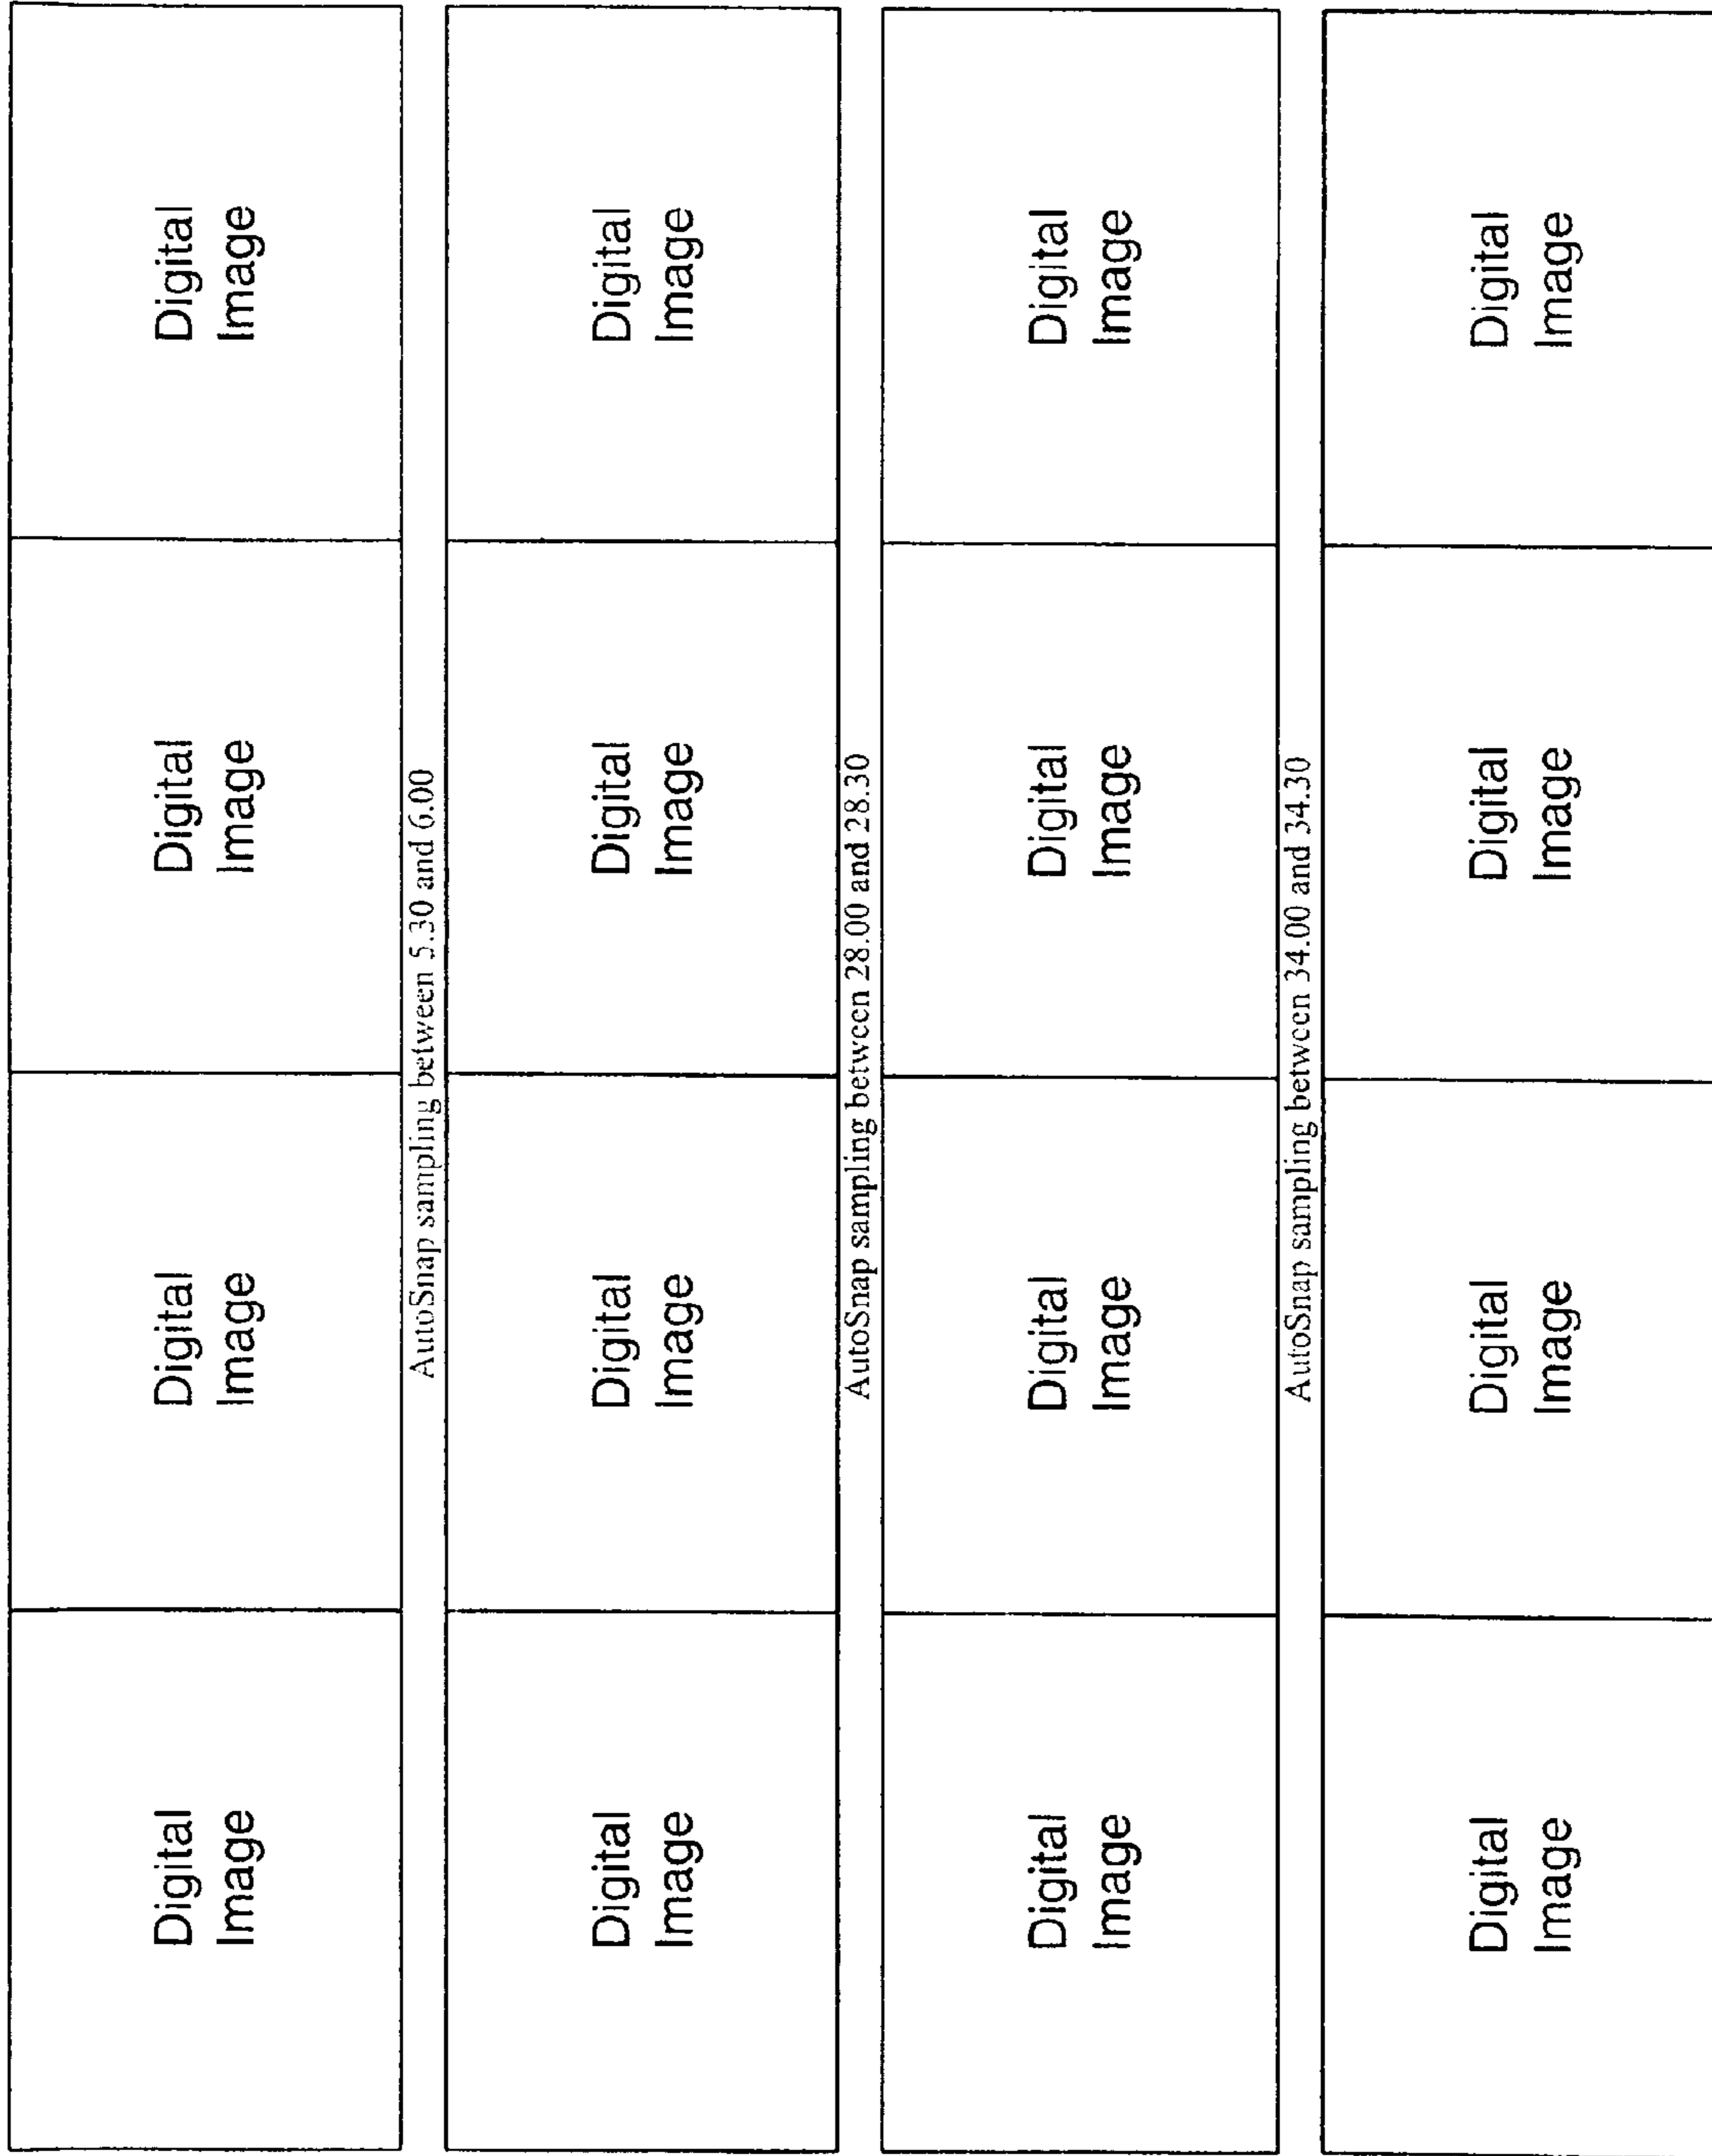 Digital
Image
Digital
Image
Digital
Image
Digital
Image
AutoSnap sampling between 5.30 and 6.00
Digital
Image
Digital
Image
Digital
Image
Digital
Image
AutoSnap sampling between 28.00 and 28.30
Digital
Image
Digital
Image
Digital
Image
Digital
Image
AutoSnap sampling between 34.00 and 34.30
Digital
Image
Digital
Image
Digital
Image
Digital
Image